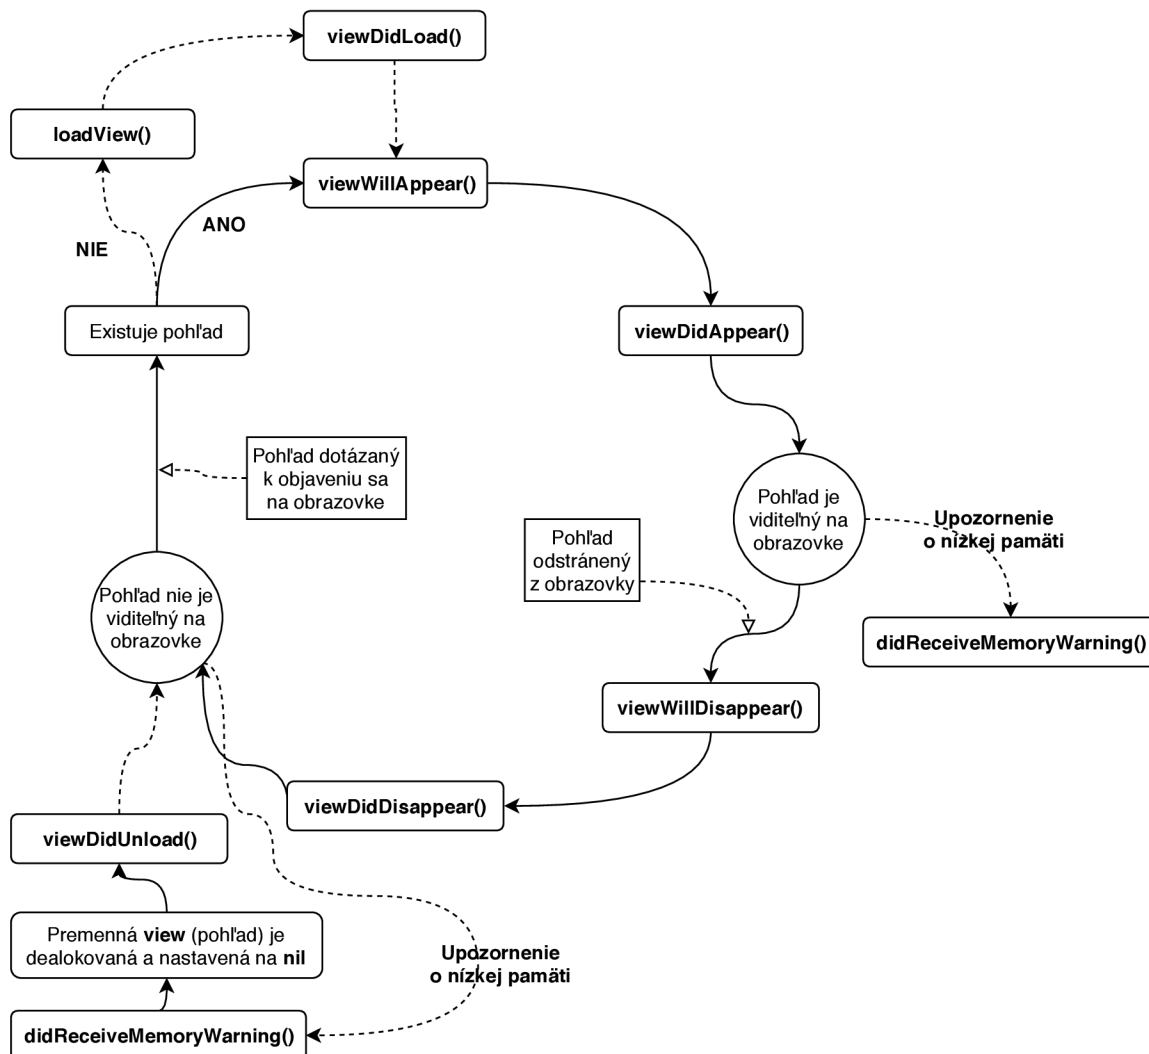 viewDidLoad()
loadView()
viewWillAppear()
ANO
NIE
Existuje pohľad
viewDidAppear()
Pohľad dotázaný
k objaveniu sa
na obrazovke
Pohľad je
viditeľný na
obrazovke
Upozornenie
o nízkej pamäti
Pohľad
odstránený
z obrazovky
Pohľad nie je
viditeľný na
obrazovke
didReceiveMemoryWarning()
viewWillDisappear()
viewDidDisappear()
viewDidUnload()
Premenná view (pohľad) je
dealokovaná a nastavená na nil
Upozornenie
o nízkej pamäti
didReceiveMemoryWarning()